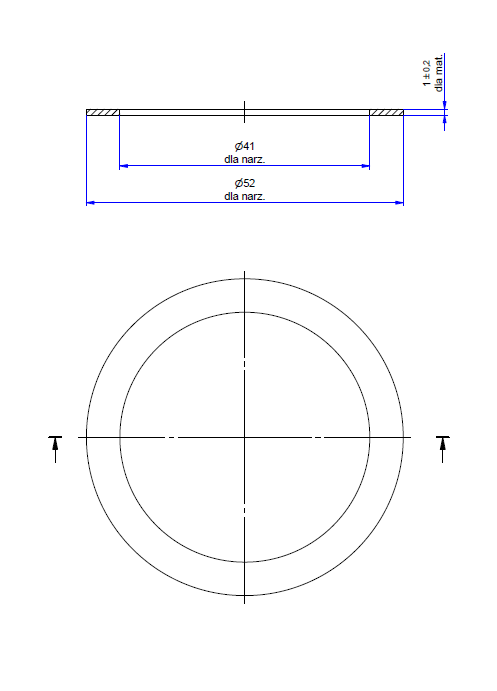 1 ± 0,2
dla mat.
Ø41
dla narz.
Ø52
dla narz.